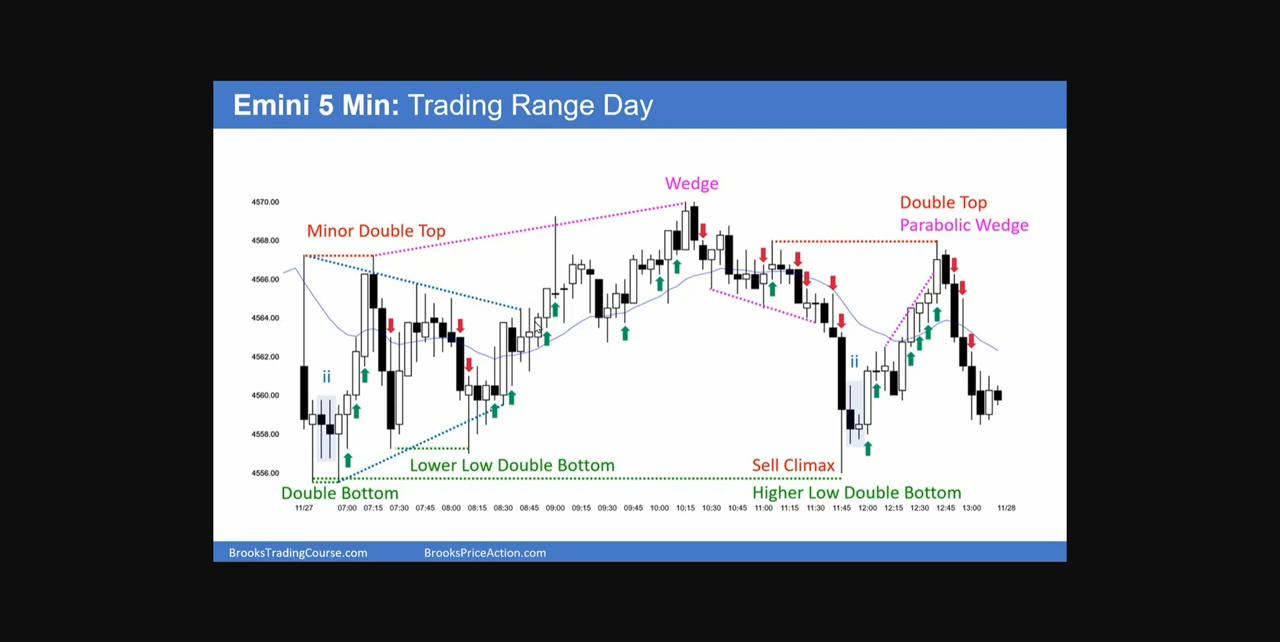 Emini 5 Min: Trading Range Day
Wedge
4570.00
Double Top
Parabolic Wedge
Minor Double Top
4568.00
4566.00
4564.00
4562.00
ii
ii
4560.00
4558.00
4556.00
Lower Low Double Bottom
Sell Climax
Double Bottom
Higher Low Double Bottom
11/27 07:00 07:15 07:30 07:45 08:00 08:15 08:30 08:45 09:00 09:15 09:30 09:45 10:00 10:15 10:30 10:45 11:00 11:15 11:30 11:45 12:00 12:15 12:30 12:45 13:00 11/28
BrooksTradingCourse.com BrooksPriceAction.com